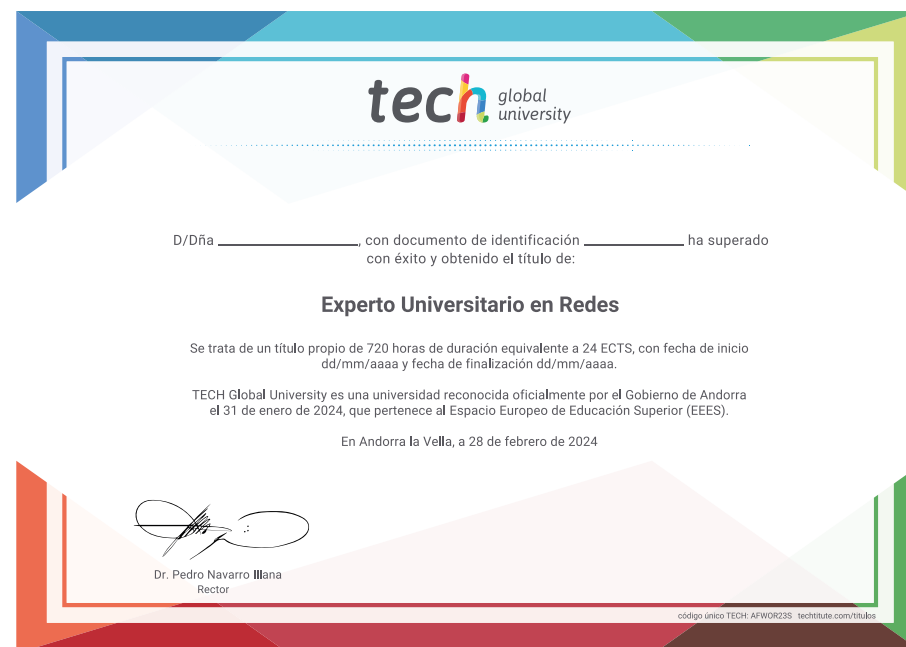 tech global university
D/Dña ____________, con documento de identificación ____________ ha superado
con éxito y obtenido el título de:
Experto Universitario en Redes
Se trata de un título propio de 720 horas de duración equivalente a 24 ECTS, con fecha de inicio
dd/mm/aaaa y fecha de finalización dd/mm/aaaa.
TECH Global University es una universidad reconocida oficialmente por el Gobierno de Andorra
el 31 de enero de 2024, que pertenece al Espacio Europeo de Educación Superior (EEES).
En Andorra la Vella, a 28 de febrero de 2024
Dr. Pedro Navarro Illana
Rector
código único TECH: AFWOR23S techtitute.com/titulos